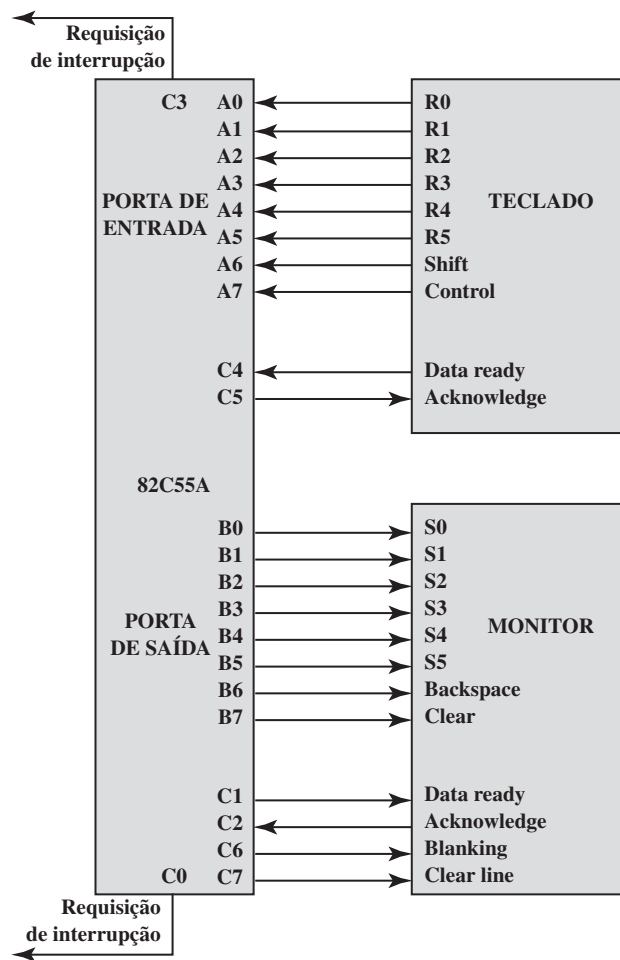 Requisição
de interrupção
C3 A0 R0
A1 R1
A2 R2
A3 R3
PORTA DE
ENTRADA
TECLADO
A4 R4
A5 R5
A6 Shift
A7 Control
C4 Data ready
C5 Acknowledge
82C55A
B0 S0
B1 S1
B2 S2
B3 S3
PORTA
DE SAÍDA
MONITOR
B4 S4
B5 S5
B6 Backspace
B7 Clear
C1 Data ready
C2 Acknowledge
C6 Blanking
C0 C7 Clear line
Requisição
de interrupção